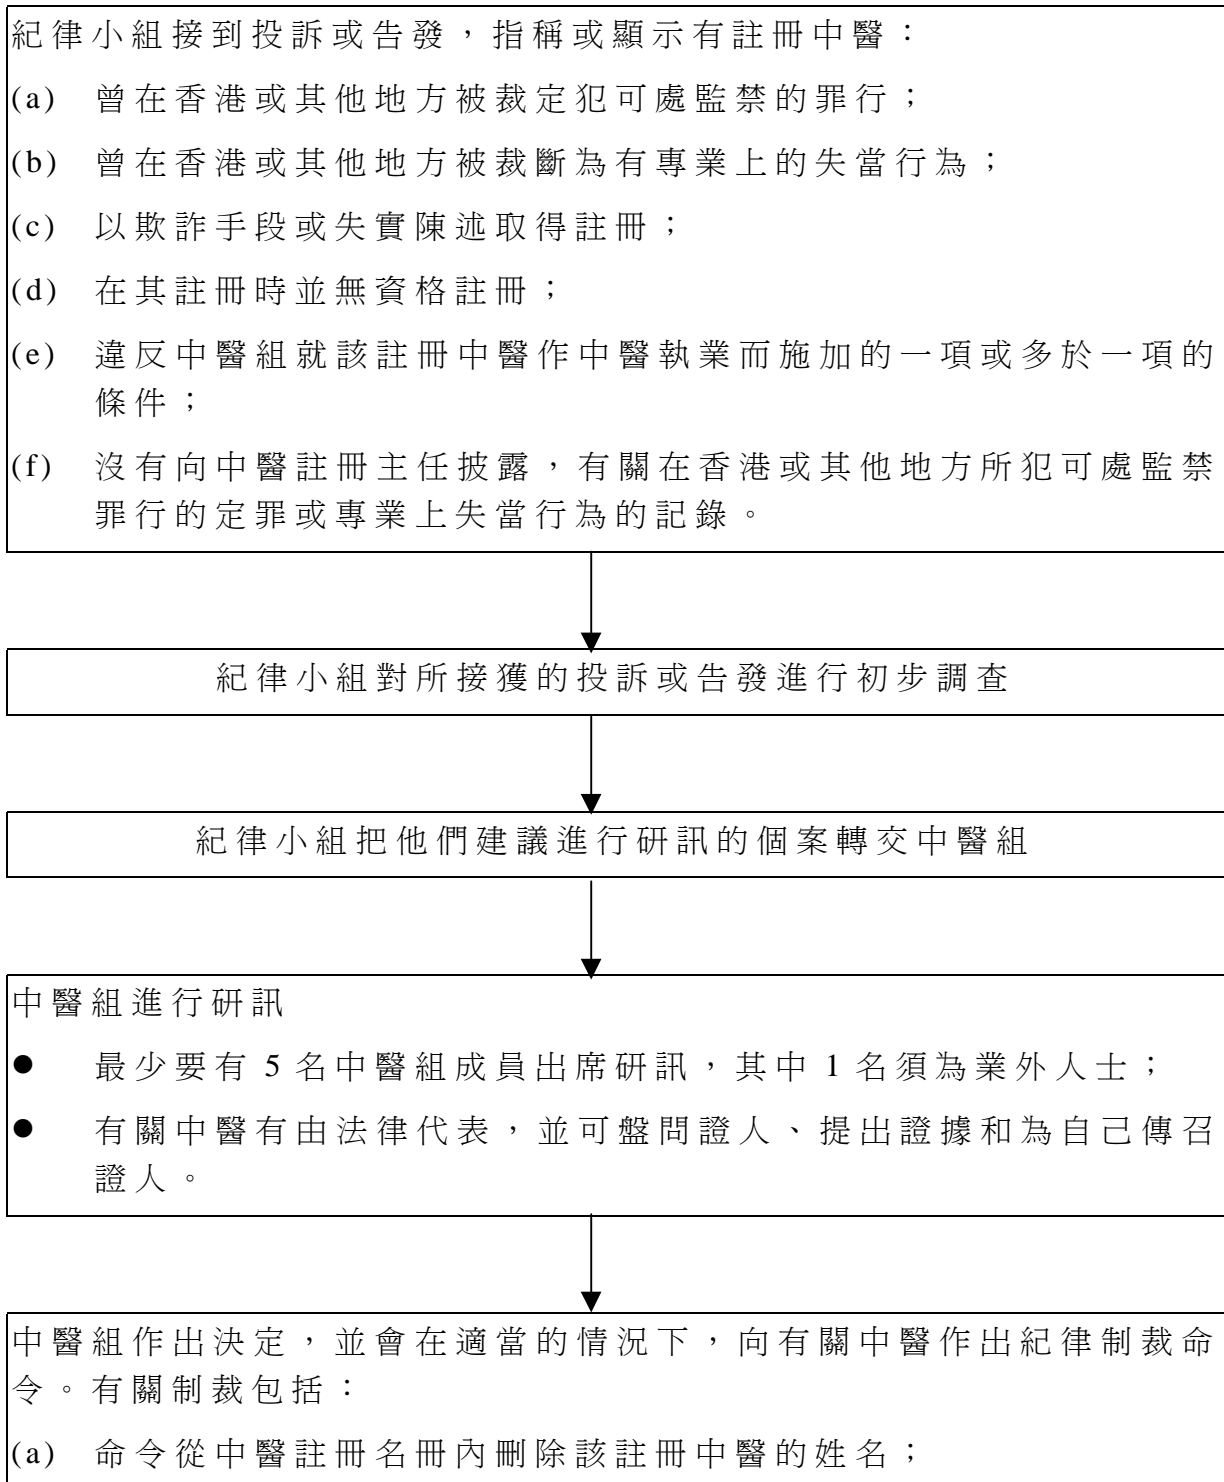 紀律小組接到投訴或告發，指稱或顯示有註冊中醫：
(a) 曾在香港或其他地方被裁定犯可處監禁的罪行；
(b) 曾在香港或其他地方被裁斷為有專業上的失當行為；
(c) 以欺詐手段或失實陳述取得註冊；
(d) 在其註冊時並無資格註冊；
(e) 違反中醫組就該註冊中醫作中醫執業而施加的一項或多於一項的
條件；
(f) 沒有向中醫註冊主任披露，有關在香港或其他地方所犯可處監禁
罪行的定罪或專業上失當行為的記錄。
紀律小組對所接獲的投訴或告發進行初步調查
紀律小組把他們建議進行研訊的個案轉交中醫組
中醫組進行研訊
● 最少要有 5 名中醫組成員出席研訊，其中 1 名須為業外人士；
● 有關中醫有由法律代表，並可盤問證人、提出證據和為自己傳召
證人。
中醫組作出決定，並會在適當的情況下，向有關中醫作出紀律制裁命
令。有關制裁包括：
(a) 命令從中醫註冊名冊內刪除該註冊中醫的姓名；